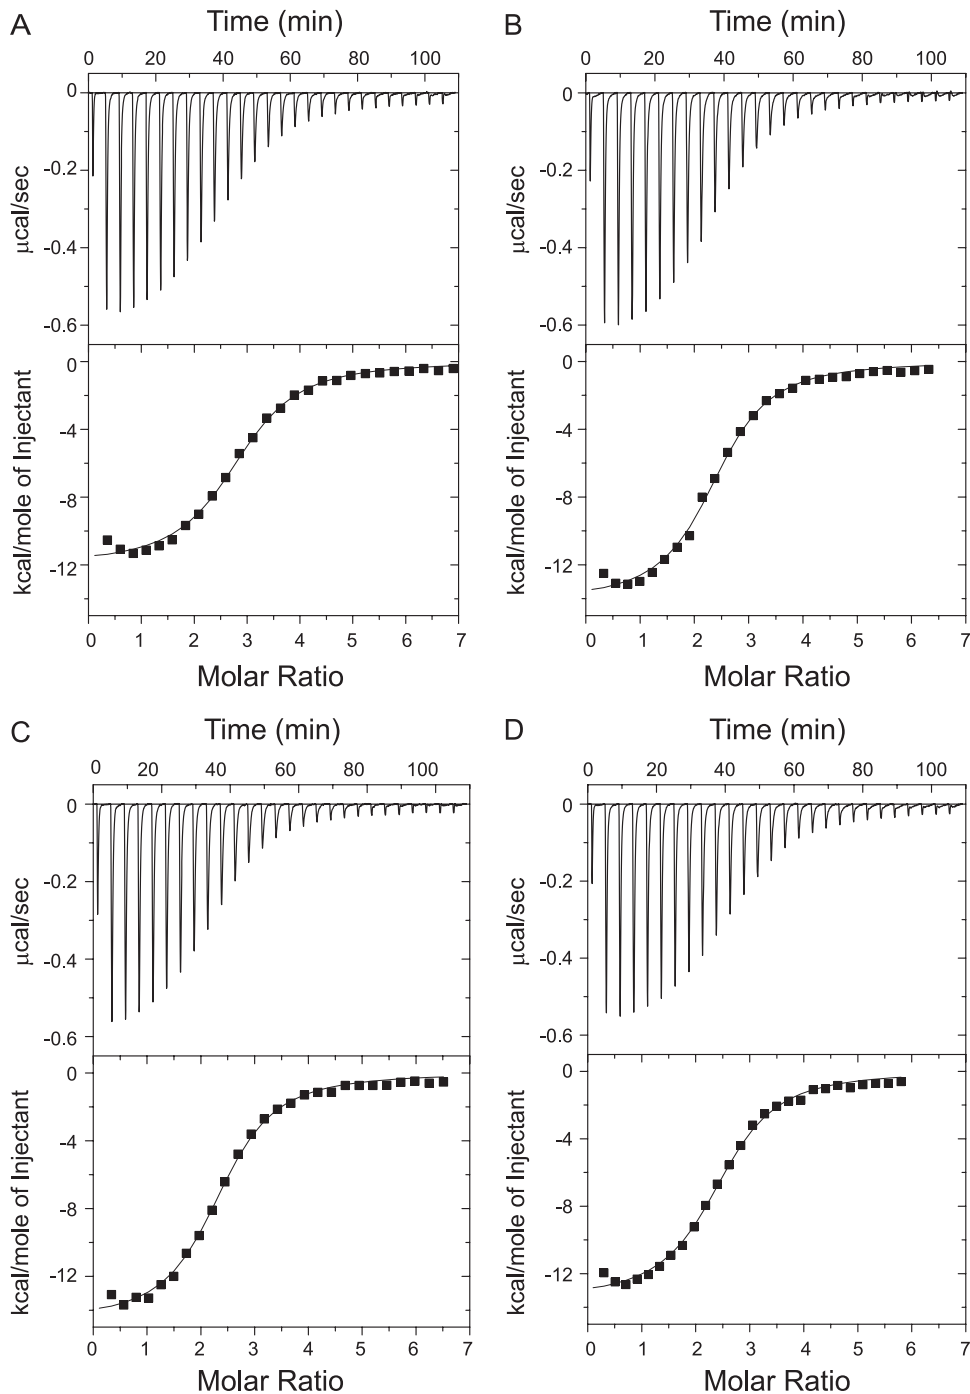 A
Time (min)
0 20 40 60 80 100
0
-0.2
-0.4
-0.6
µcal/sec
0
-4
-8
-12
kcal/mole of Injectant
0 1 2 3 4 5 6 7
Molar Ratio
B
Time (min)
0 20 40 60 80 100
0
-0.2
-0.4
-0.6
µcal/sec
0
-4
-8
-12
kcal/mole of Injectant
0 1 2 3 4 5 6 7
Molar Ratio
C
Time (min)
0 20 40 60 80 100
0
-0.2
-0.4
-0.6
µcal/sec
0
-4
-8
-12
kcal/mole of Injectant
0 1 2 3 4 5 6 7
Molar Ratio
D
Time (min)
0 20 40 60 80 100
0
-0.2
-0.4
-0.6
µcal/sec
0
-4
-8
-12
kcal/mole of Injectant
0 1 2 3 4 5 6 7
Molar Ratio